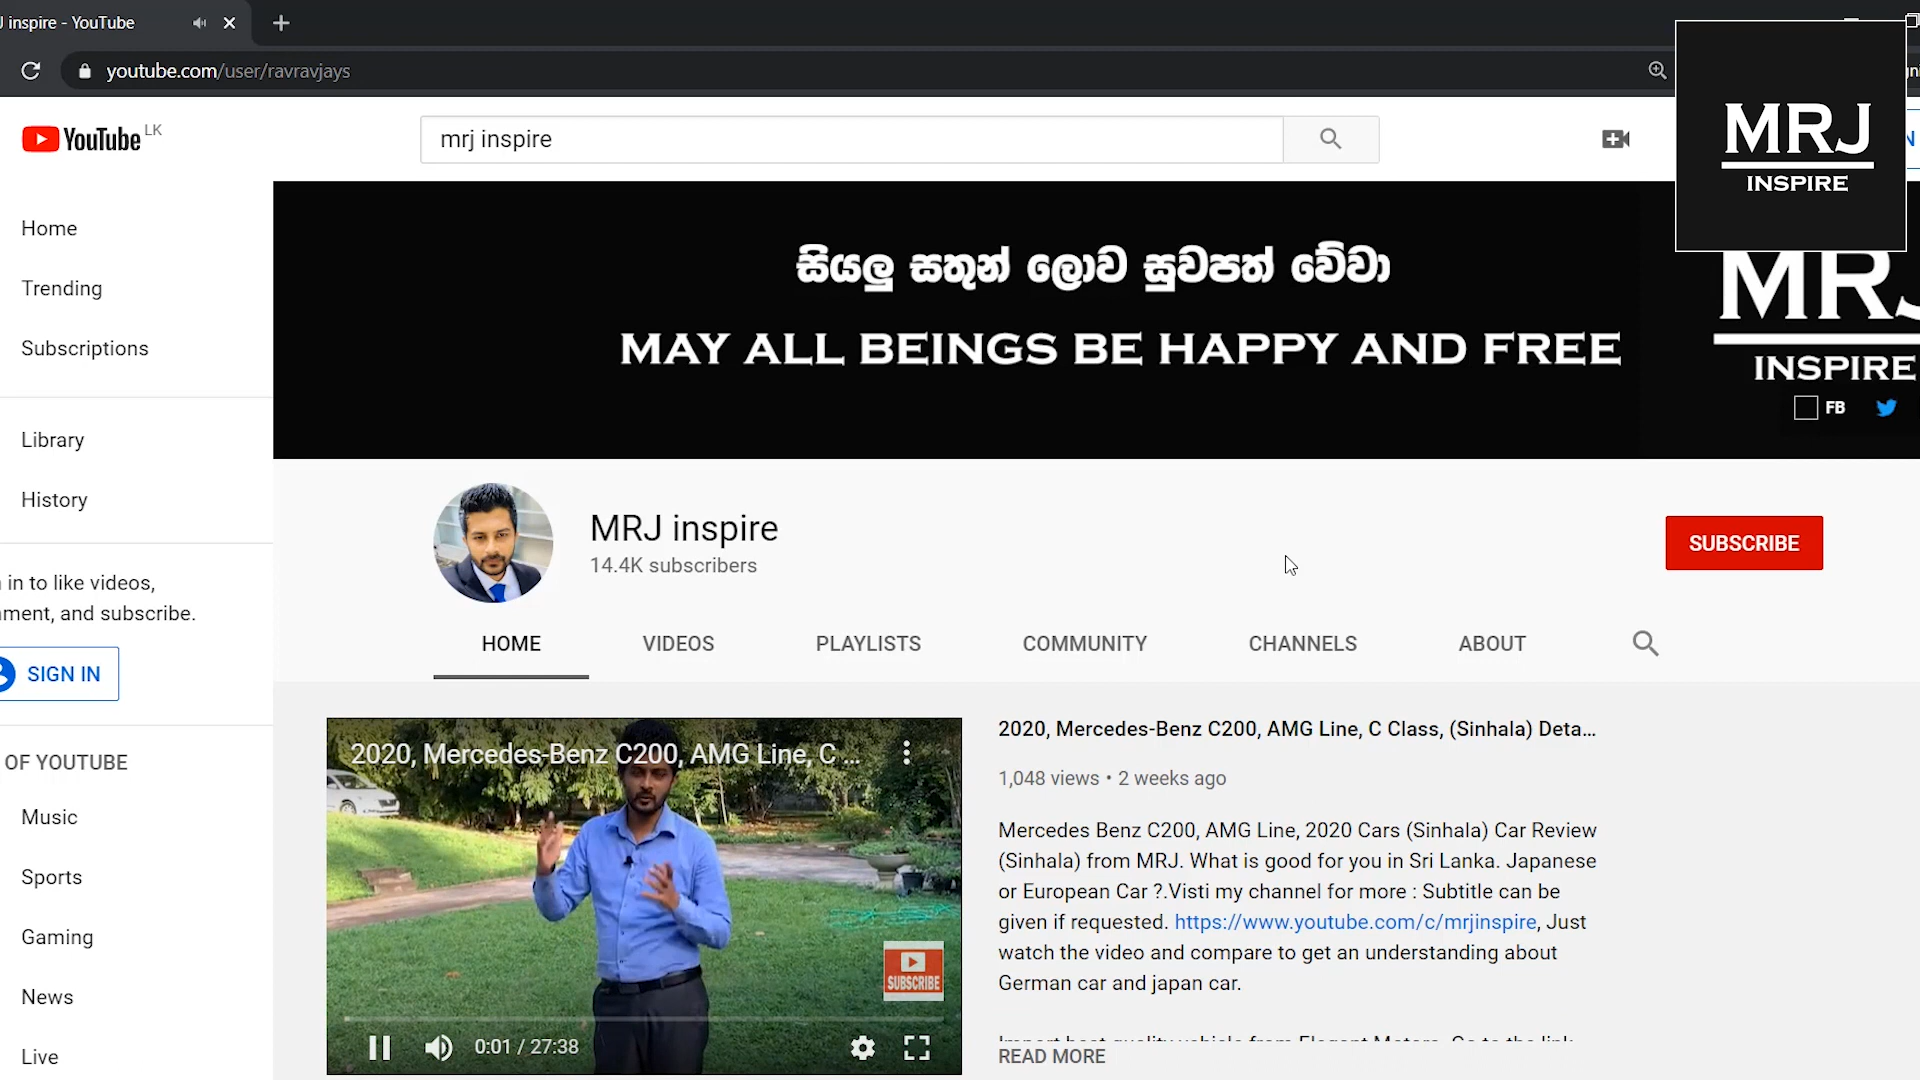 inspire - YouTube
youtube.com/user/ravravjays
YouTube LK
mrj inspire
MRJ
INSPIRE
Home
Trending
Subscriptions
Library
History
in to like videos,
and subscribe.
SIGN IN
OF YOUTUBE
Music
Sports
Gaming
News
Live
සියලු සතුන් ලොව සුවපත් වේවා
MAY ALL BEINGS BE HAPPY AND FREE
INSPIRE
FB
MRJ inspire
14.4K subscribers
SUBSCRIBE
HOME VIDEOS PLAYLISTS COMMUNITY CHANNELS ABOUT
2020, Mercedes-Benz C200, AMG Line, C ...
SUBSCRIBE
0:01 / 27:38
2020, Mercedes-Benz C200, AMG Line, C Class, (Sinhala) Deta...
1,048 views • 2 weeks ago
Mercedes Benz C200, AMG Line, 2020 Cars (Sinhala) Car Review
(Sinhala) from MRJ. What is good for you in Sri Lanka. Japanese
or European Car ?.Visti my channel for more : Subtitle can be
given if requested. https://www.youtube.com/c/mrjinspire, Just
watch the video and compare to get an understanding about
German car and japan car.
READ MORE